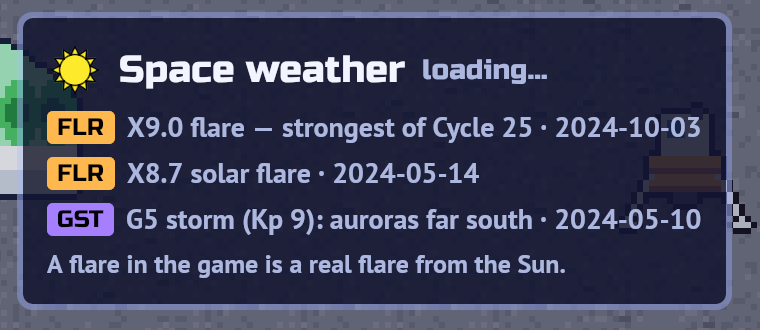 Space weather loading...
FLR X9.0 flare — strongest of Cycle 25 · 2024-10-03
FLR X8.7 solar flare · 2024-05-14
GST G5 storm (Kp 9): auroras far south · 2024-05-10
A flare in the game is a real flare from the Sun.